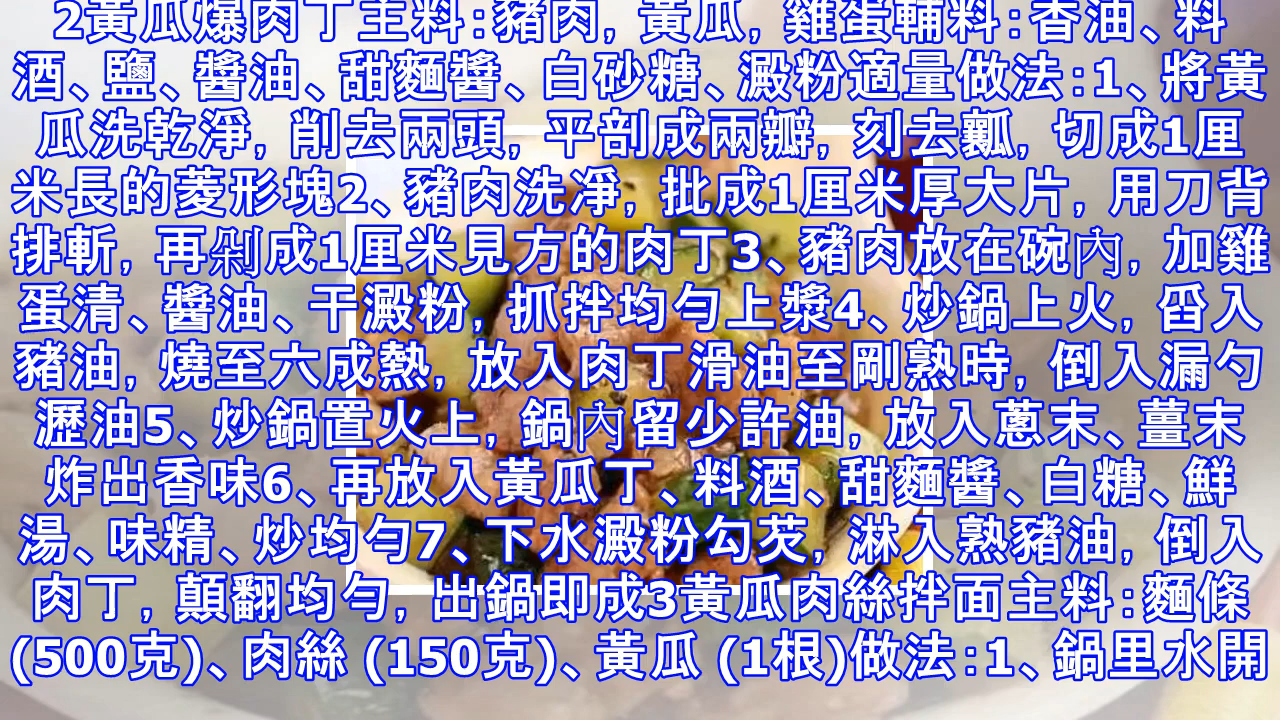 2黃瓜爆肉丁主料:豬肉, 黃瓜, 雞蛋輔料:香油、料
酒、鹽、醬油、甜麵醬、白砂糖、澱粉適量做法:1、將黃
瓜洗乾淨, 削去兩頭, 平剖成兩瓣, 刻去瓤, 切成1厘
米長的菱形塊2、豬肉洗凈, 批成1厘米厚大片, 用刀背
排斬, 再剁成1厘米見方的肉丁3、豬肉放在碗內, 加雞
蛋清、醬油、干澱粉, 抓拌均勻上漿4、炒鍋上火, 舀入
豬油, 燒至六成熱, 放入肉丁滑油至剛熟時, 倒入漏勺
瀝油5、炒鍋置火上, 鍋內留少許油, 放入蔥末、薑末
炸出香味6、再放入黃瓜丁、料酒、甜麵醬、白糖、鮮
湯、味精、炒均勻7、下水澱粉勾芡, 淋入熟豬油, 倒入
肉丁, 顛翻均勻, 出鍋即成3黃瓜肉絲拌面主料:麵條
(500克)、肉絲 (150克)、黃瓜 (1根)做法:1、鍋里水開